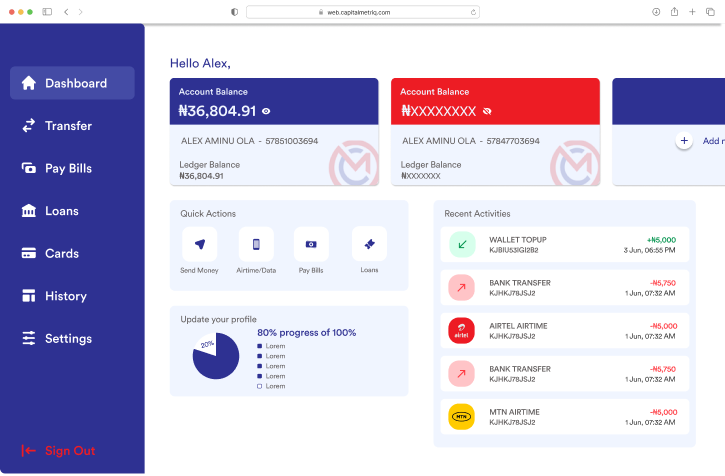 web.capitalmetriq.com
Dashboard
Transfer
Pay Bills
Loans
Cards
History
Settings
Sign Out
Hello Alex,
Account Balance
₦36,804.91
ALEX AMINU OLA - 57851003694
Ledger Balance
₦36,804.91
Account Balance
₦XXXXXXXX
ALEX AMINU OLA - 57847703694
Ledger Balance
₦XXXXXXX
Add n
Quick Actions
Send Money
Airtime/Data
Pay Bills
Loans
Update your profile
20%
80% progress of 100%
Lorem
Lorem
Lorem
Lorem
Lorem
Recent Activities
WALLET TOPUP +₦5,000
KJBIU53IGI2B2 3 Jun, 06:55 PM
BANK TRANSFER -₦5,750
KJHKJ78JSJ2 1 Jun, 07:32 AM
airtel
AIRTEL AIRTIME -₦5,000
KJHKJ78JSJ2 1 Jun, 07:32 AM
BANK TRANSFER -₦5,750
KJHKJ78JSJ2 1 Jun, 07:32 AM
MTN
MTN AIRTIME -₦5,000
KJHKJ78JSJ2 1 Jun, 07:32 AM